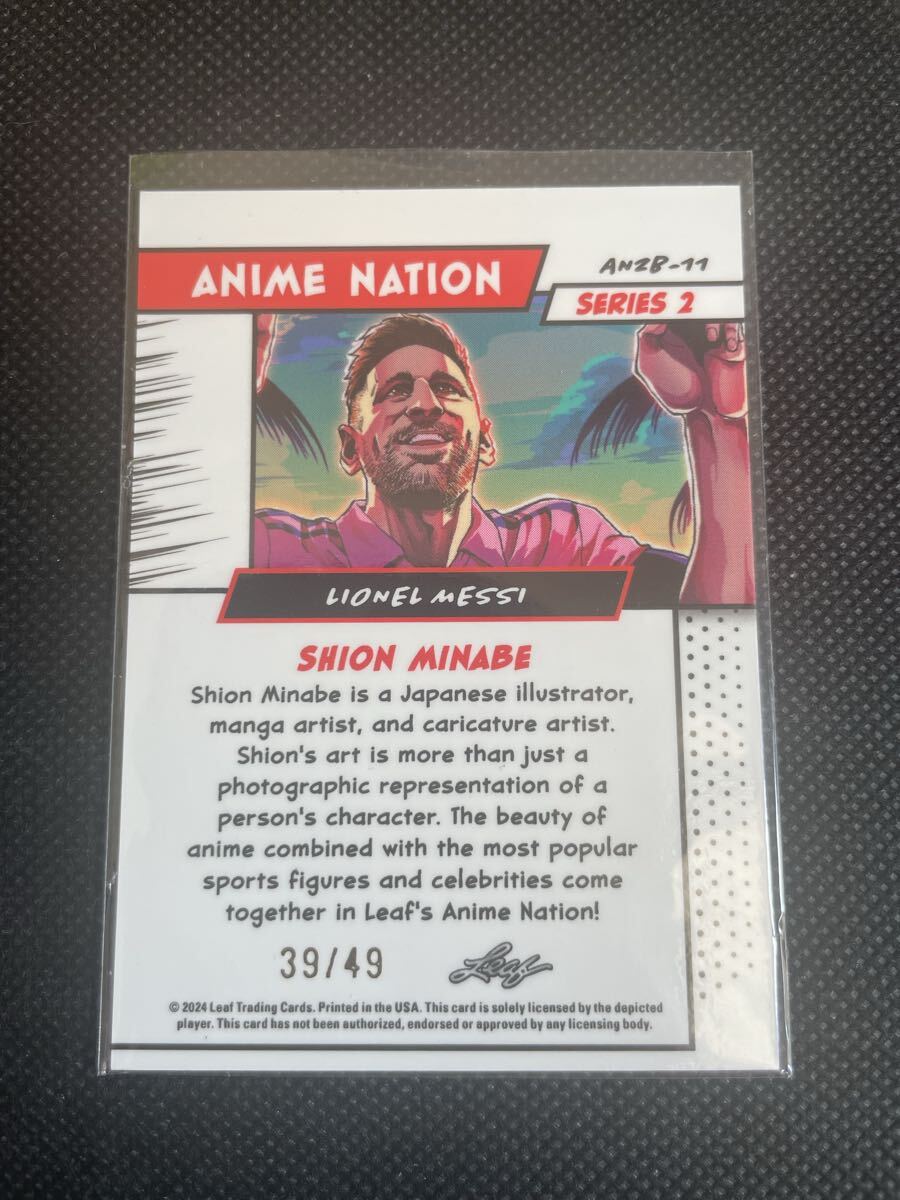 AN2B-11
ANIME NATION
SERIES 2
LIONEL MESSI
SHION MINABE
Shion Minabe is a Japanese illustrator,
manga artist, and caricature artist.
Shion's art is more than just a
photographic representation of a
person's character. The beauty of
anime combined with the most popular
sports figures and celebrities come
together in Leaf's Anime Nation!
39/49
Leaf
© 2024 Leaf Trading Cards. Printed in the USA. This card is solely licensed by the depicted
player. This card has not been authorized, endorsed or approved by any licensing body.